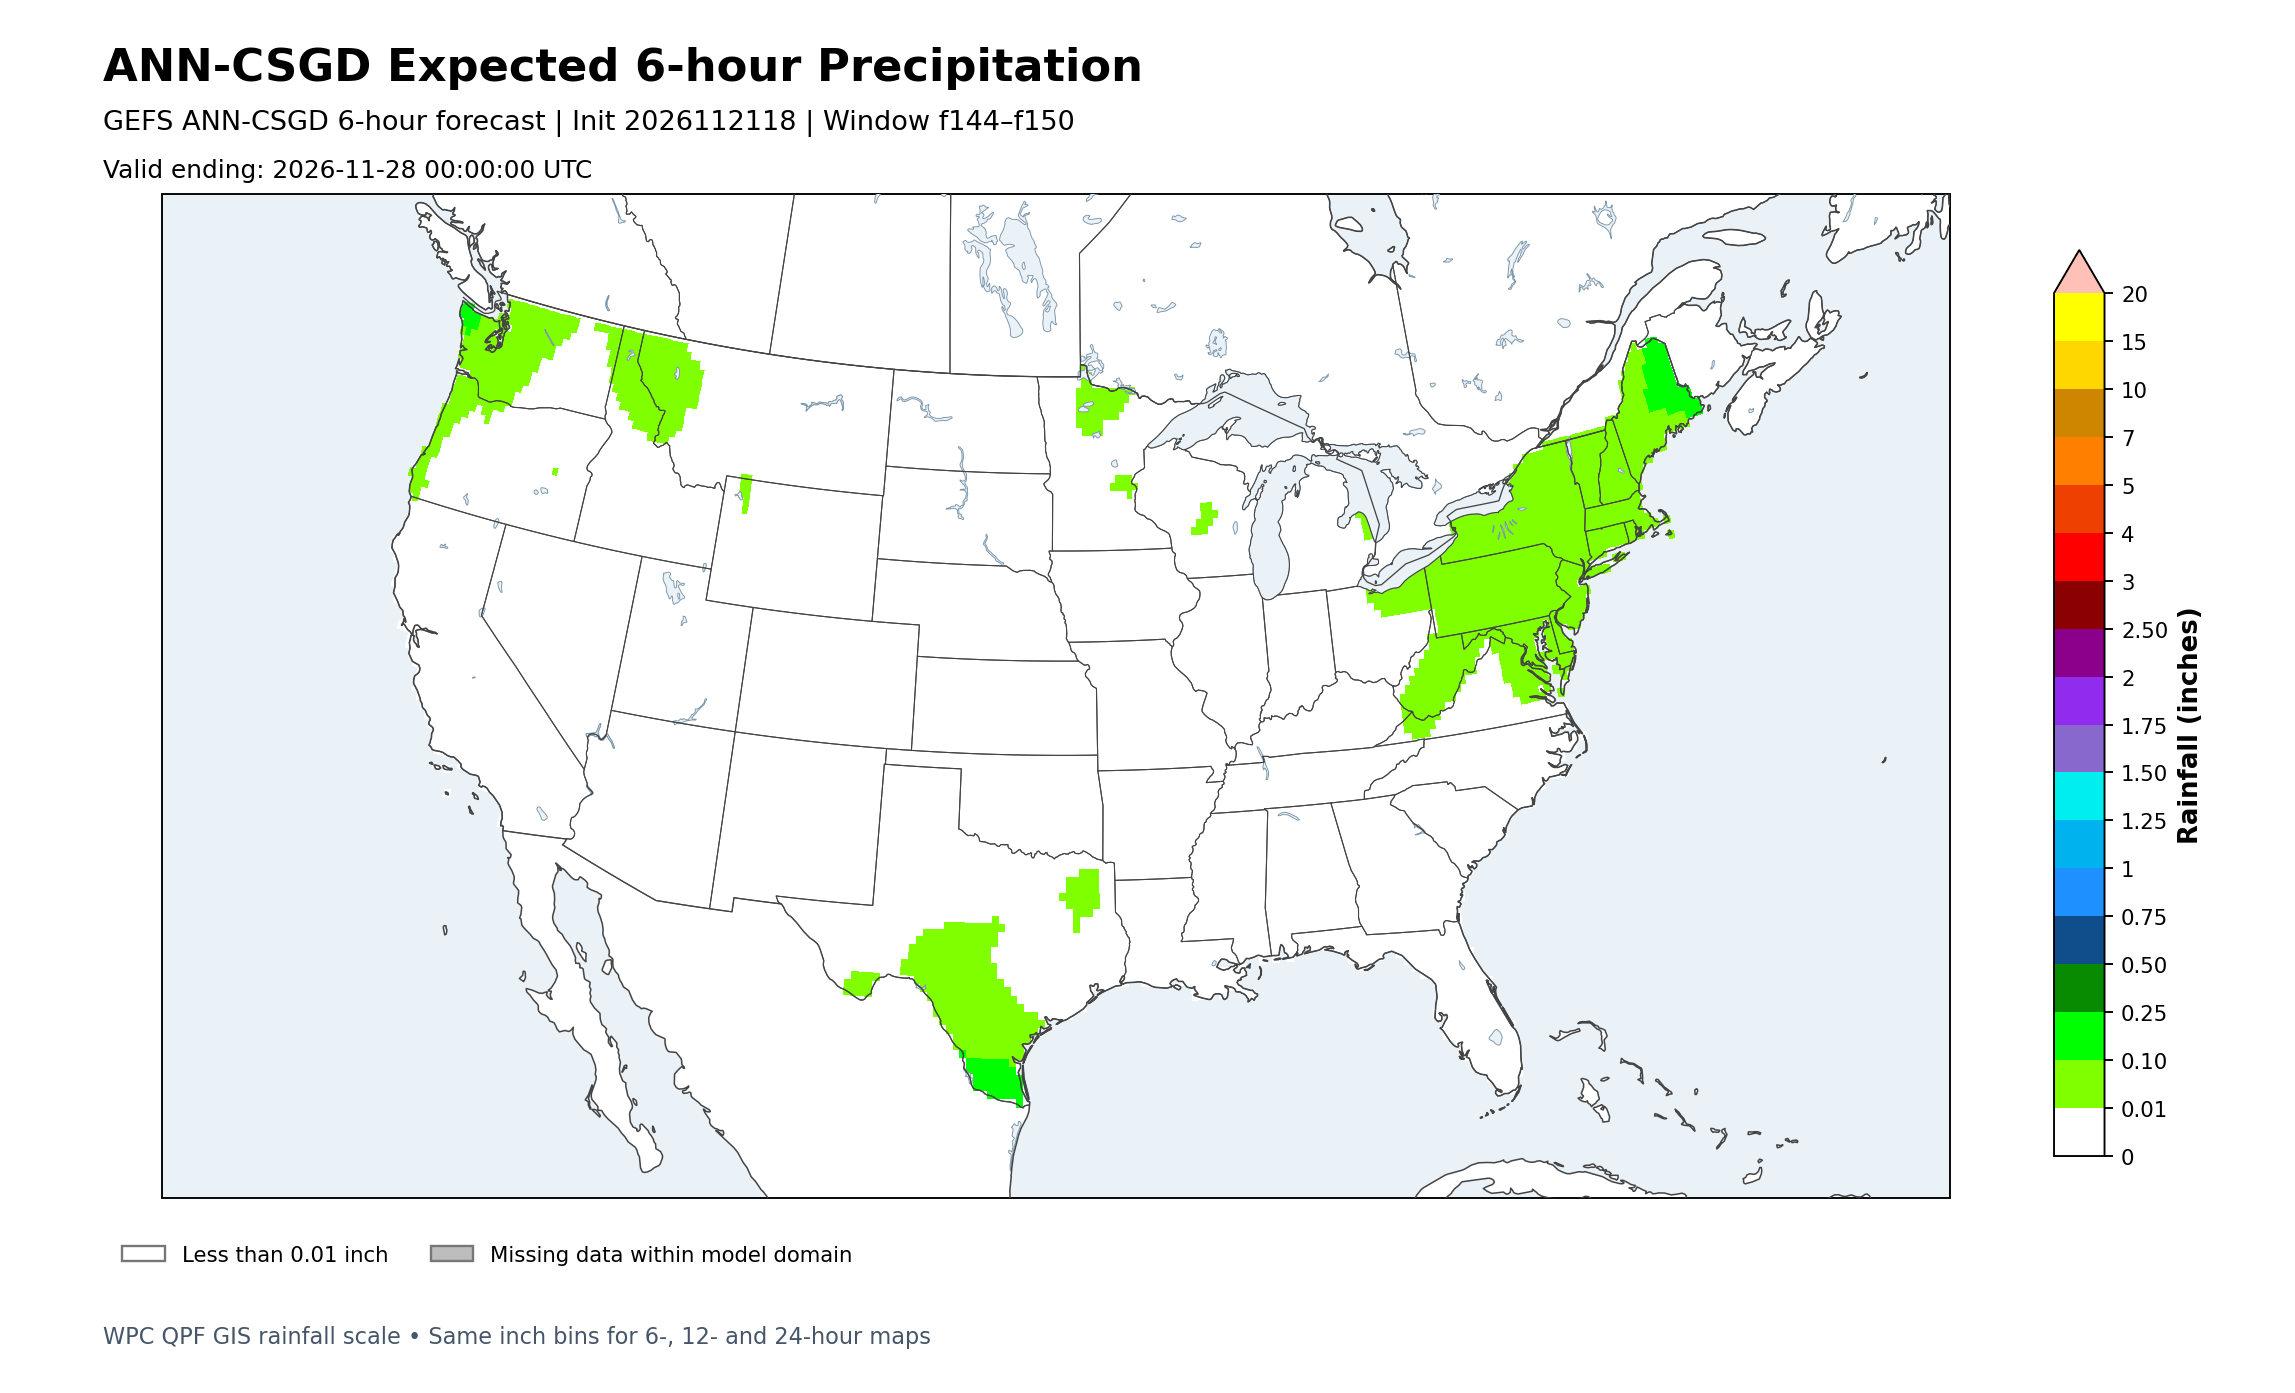 ANN-CSGD Expected 6-hour Precipitation
GEFS ANN-CSGD 6-hour forecast | Init 2026112118 | Window f144–f150
Valid ending: 2026-11-28 00:00:00 UTC
20
15
10
7
5
4
3
2.50
2
1.75
1.50
1.25
1
0.75
0.50
0.25
0.10
0.01
0
Rainfall (inches)
Less than 0.01 inch
Missing data within model domain
WPC QPF GIS rainfall scale • Same inch bins for 6-, 12- and 24-hour maps